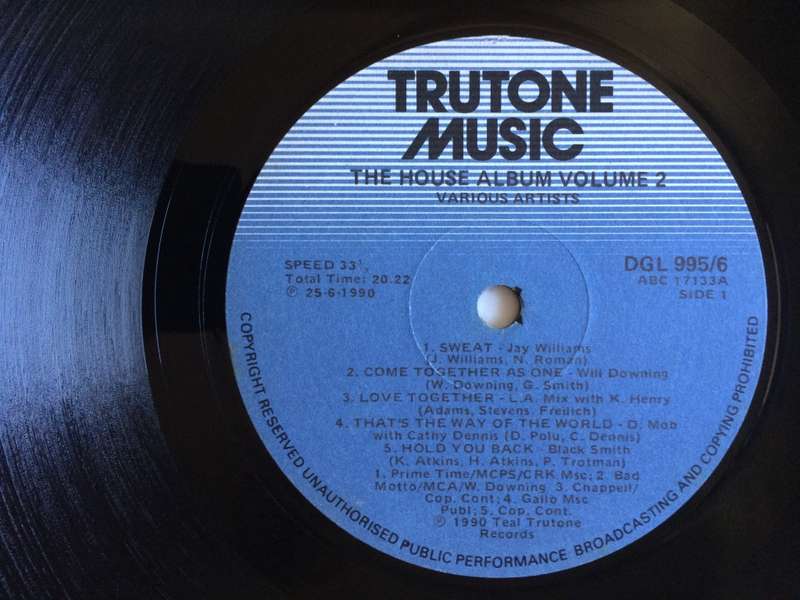 TRUTONE
MUSIC
THE HOUSE ALBUM VOLUME 2
VARIOUS ARTISTS
SPEED 33⅓
Total Time: 20.22
℗ 25-6-1990
DGL 995/6
ABC 17133A
SIDE 1
1. SWEAT - Jay Williams
(J. Williams, N. Roman)
2. COME TOGETHER AS ONE - Will Downing
(W. Downing, G. Smith)
3. LOVE TOGETHER - L.A. Mix with K. Henry
(Adams, Stevens, Fredich)
4. THAT'S THE WAY OF THE WORLD - D. Mob
with Cathy Dennis (D. Polu, C. Dennis)
5. HOLD YOU BACK - Black Smith
(K. Atkins, H. Atkins, P. Trotman)
1. Prime Time/MCPS/CRK Msc; 2. Bad
Motto/MCA/W. Downing, 3. Chappell/
Cop. Cont; 4. Gallo Msc
Publ; 5. Cop. Cont.
© 1990 Teal Trutone
Records
COPYRIGHT RESERVED UNAUTHORISED PUBLIC PERFORMANCE BROADCASTING AND COPYING PROHIBITED